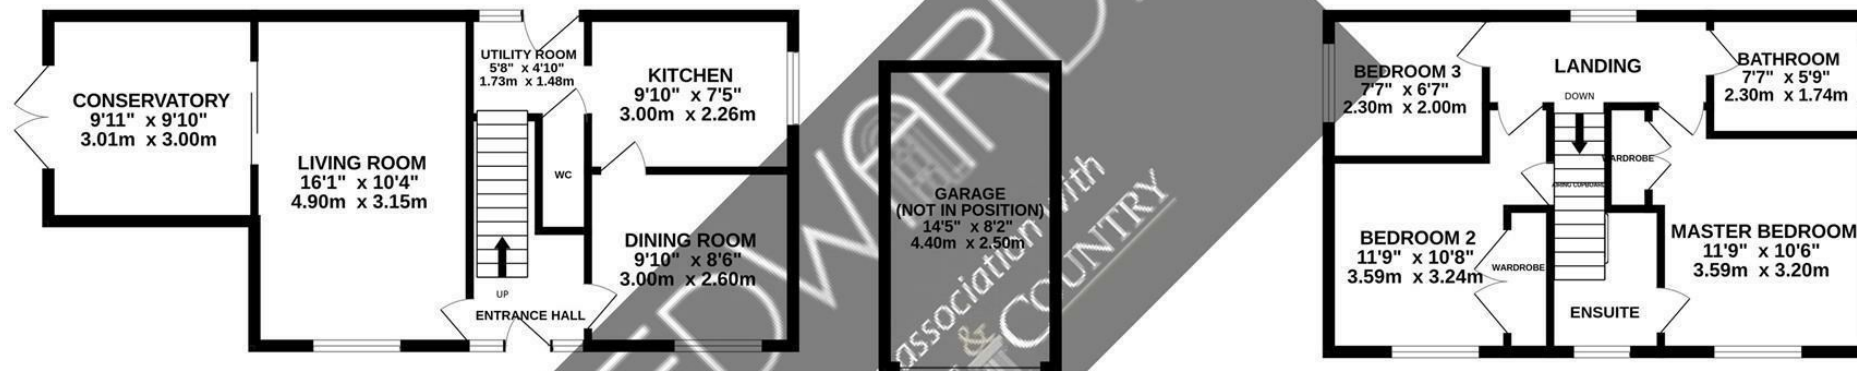 CONSERVATORY
9'11" x 9'10"
3.01m x 3.00m
LIVING ROOM
16'1" x 10'4"
4.90m x 3.15m
UTILITY ROOM
5'8" x 4'10"
1.73m x 1.48m
KITCHEN
9'10" x 7'5"
3.00m x 2.26m
WC
DINING ROOM
9'10" x 8'6"
3.00m x 2.60m
UP
ENTRANCE HALL
GARAGE
(NOT IN POSITION)
14'5" x 8'2"
4.40m x 2.50m
EDWARD
association with
& COUNTRY
BEDROOM 3
7'7" x 6'7"
2.30m x 2.00m
LANDING
DOWN
BATHROOM
7'7" x 5'9"
2.30m x 1.74m
WARDROBE
AIRING CUPBOARD
BEDROOM 2
11'9" x 10'8"
3.59m x 3.24m
WARDROBE
MASTER BEDROOM
11'9" x 10'6"
3.59m x 3.20m
ENSUITE